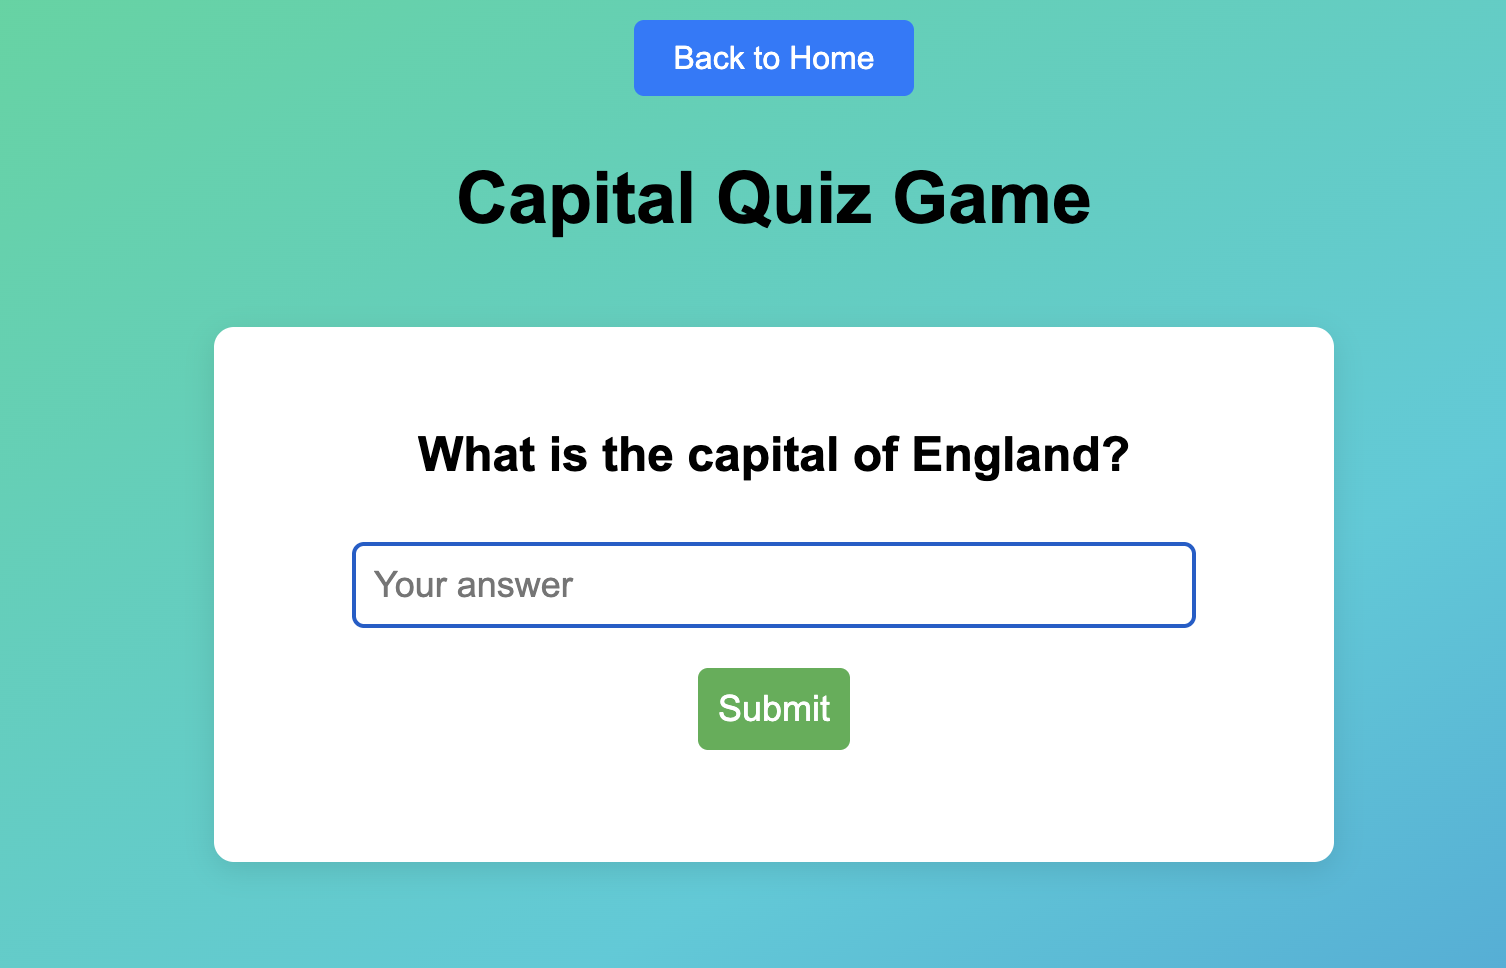 Back to Home
Capital Quiz Game
What is the capital of England?
Your answer
Submit